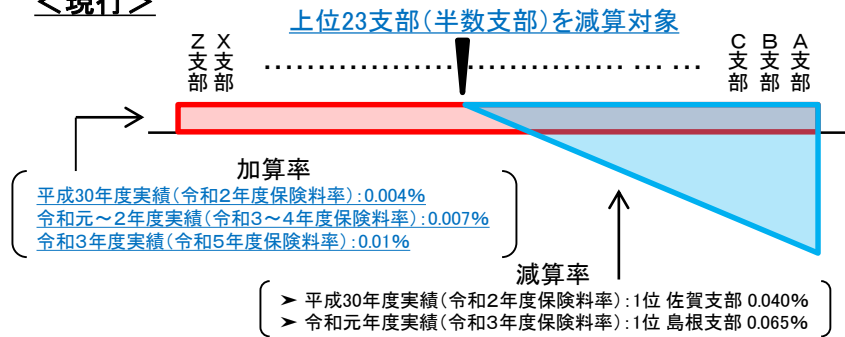 ＜現行＞
上位23支部（半数支部）を減算対象
Z支部
X支部
C支部
B支部
A支部
加算率
平成30年度実績（令和２年度保険料率）：0.004%
令和元～２年度実績（令和３～４年度保険料率）：0.007%
令和３年度実績（令和５年度保険料率）：0.01%
減算率
➤ 平成30年度実績（令和２年度保険料率）：1位 佐賀支部 0.040%
➤ 令和元年度実績（令和３年度保険料率）：1位 島根支部 0.065%